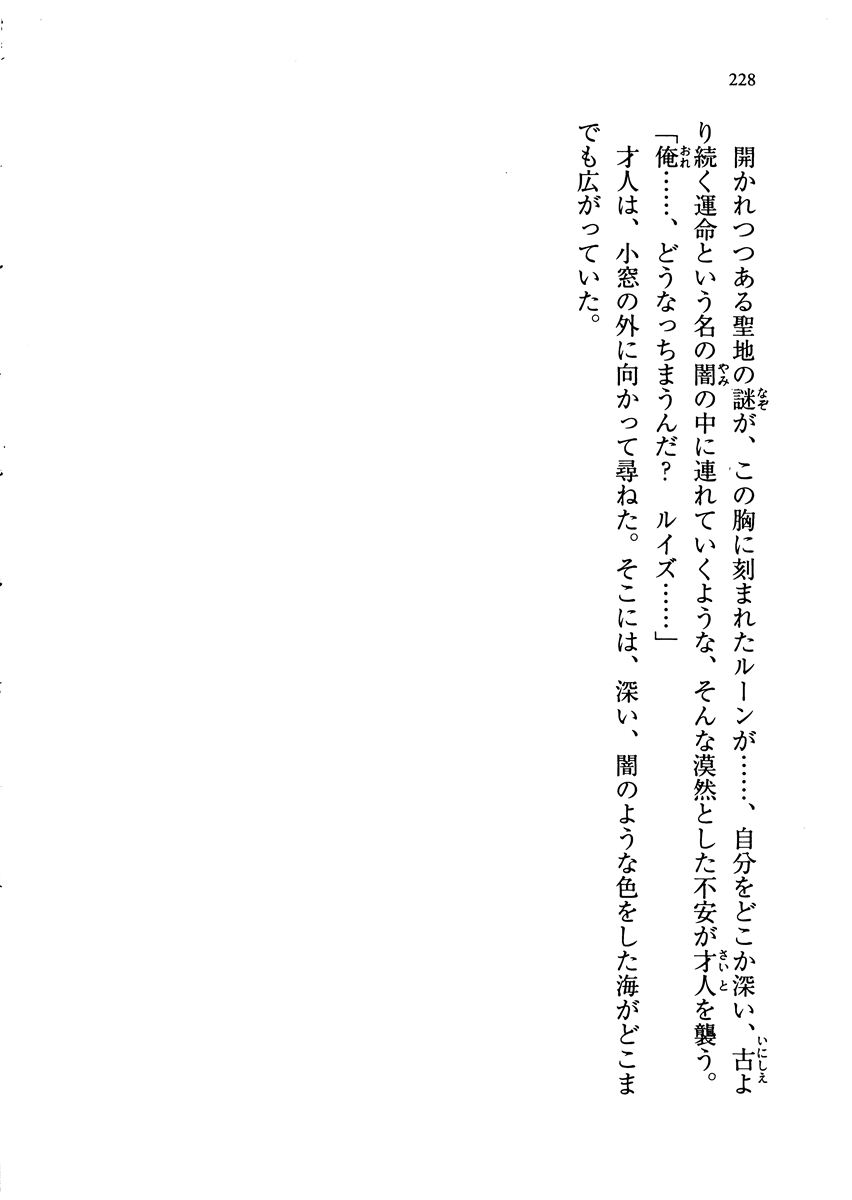 228
開かれつつある聖地の謎が、この胸に刻まれたルーンが……、自分をどこか深い、古よ
り続く運命という名の闇の中に連れていくような、そんな漠然とした不安が才人を襲う。
「俺……、どうなっちまうんだ?　ルイズ……」
才人は、小窓の外に向かって尋ねた。そこには、深い、闇のような色をした海がどこま
でも広がっていた。